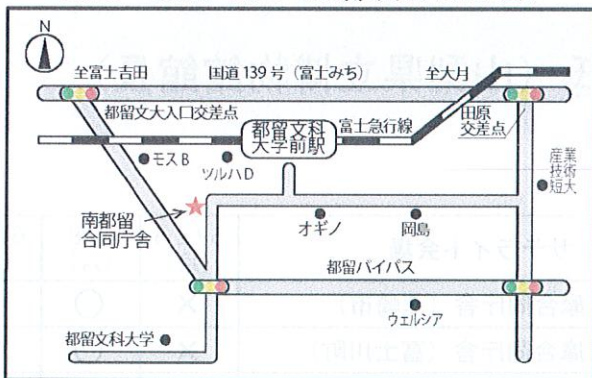 N
至富士吉田
国道139号（富士みち）
至大月
都留文大入口交差点
田原
交差点
都留文科
大学前駅
富士急行線
モスB
ツルハD
産業
技術
短大
南都留
合同庁舎
オギノ
岡島
都留バイパス
ウェルシア
都留文科大学